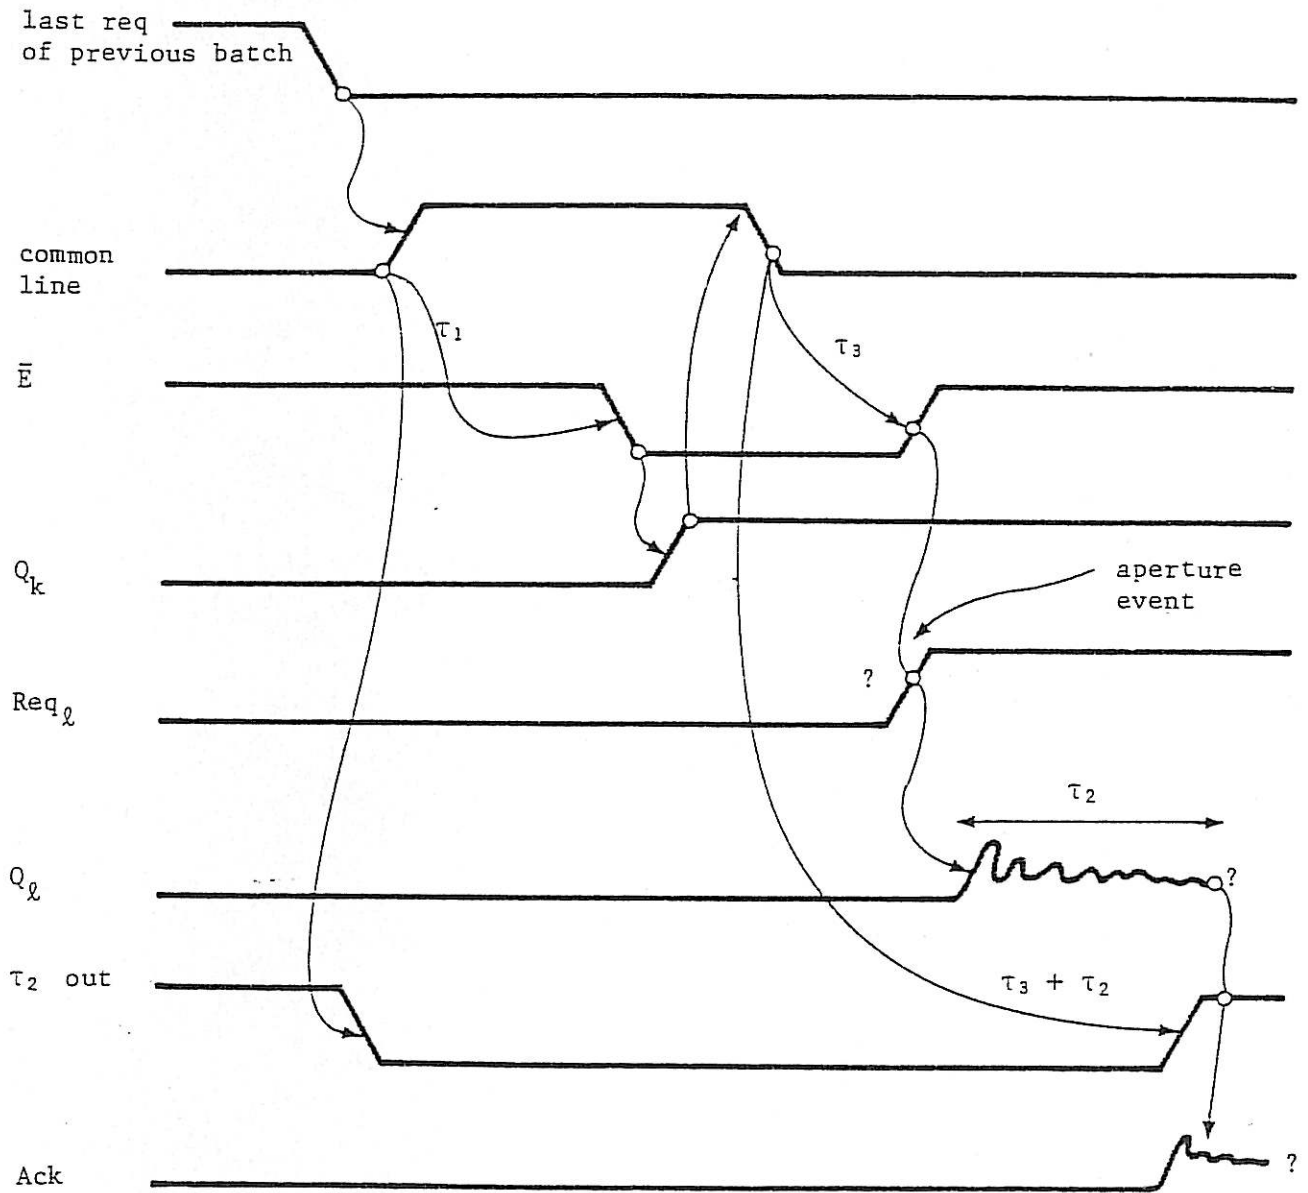 last req
of previous batch
common
line
τ1
τ3
Ē
Qk
aperture
event
?
Reqℓ
τ2
Qℓ
?
τ2 out
τ3 + τ2
Ack
?